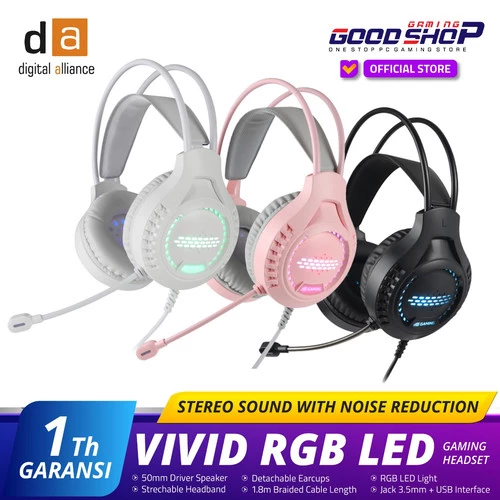 da
digital alliance
GAMING
GOODSHOP
ONE STOP PC GAMING STORE
OFFICIAL STORE
GAMING
STEREO SOUND WITH NOISE REDUCTION
1Th
GARANSI
VIVID RGB LED
GAMING
HEADSET
50mm Driver Speaker
Strechable Headband
Detachable Earcups
1.8m Braided Cable Length
RGB LED Light
Jack 3.5mm + USB Interface